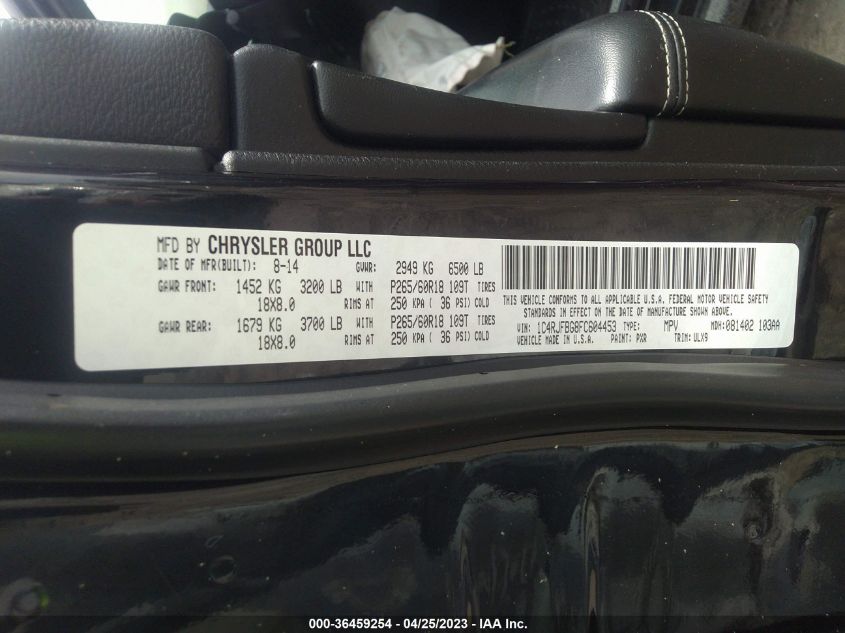 MFD BY CHRYSLER GROUP LLC
DATE OF MFR(BUILT): 8-14 GVWR: 2949 KG 6500 LB
GAWR FRONT: 1452 KG 3200 LB WITH P265/60R18 109T TIRES
18X8.0 RIMS AT 250 KPA ( 36 PSI) COLD
GAWR REAR: 1679 KG 3700 LB WITH P265/60R18 109T TIRES
18X8.0 RIMS AT 250 KPA ( 36 PSI) COLD
THIS VEHICLE CONFORMS TO ALL APPLICABLE U.S.A. FEDERAL MOTOR VEHICLE SAFETY
STANDARDS IN EFFECT ON THE DATE OF MANUFACTURE SHOWN ABOVE.
VIN: 1C4RJFBG8FC604453 TYPE: MPV MDH: 081402 103AA
VEHICLE MADE IN U.S.A. PAINT: PXR TRIM: ULX9
000-36459254 - 04/25/2023 - IAA Inc.